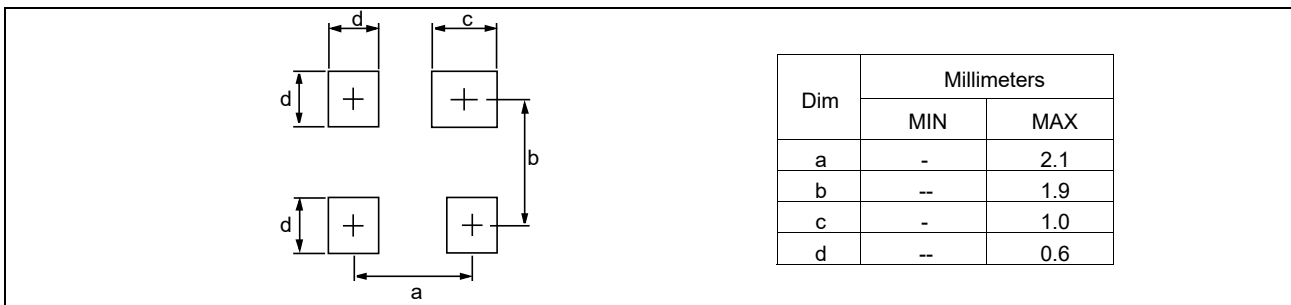 d
c
d
b
d
a
Dim Millimeters
MIN MAX
a - 2.1
b -- 1.9
c - 1.0
d -- 0.6